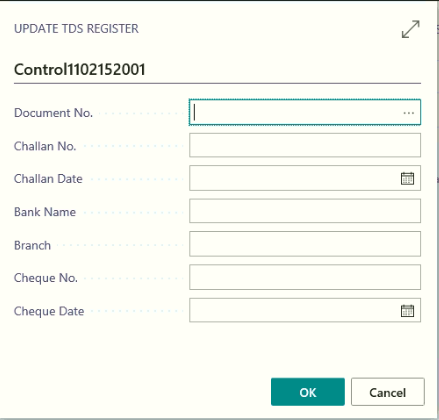 UPDATE TDS REGISTER
Control1102152001
Document No.
Challan No.
Challan Date
Bank Name
Branch
Cheque No.
Cheque Date
OK Cancel